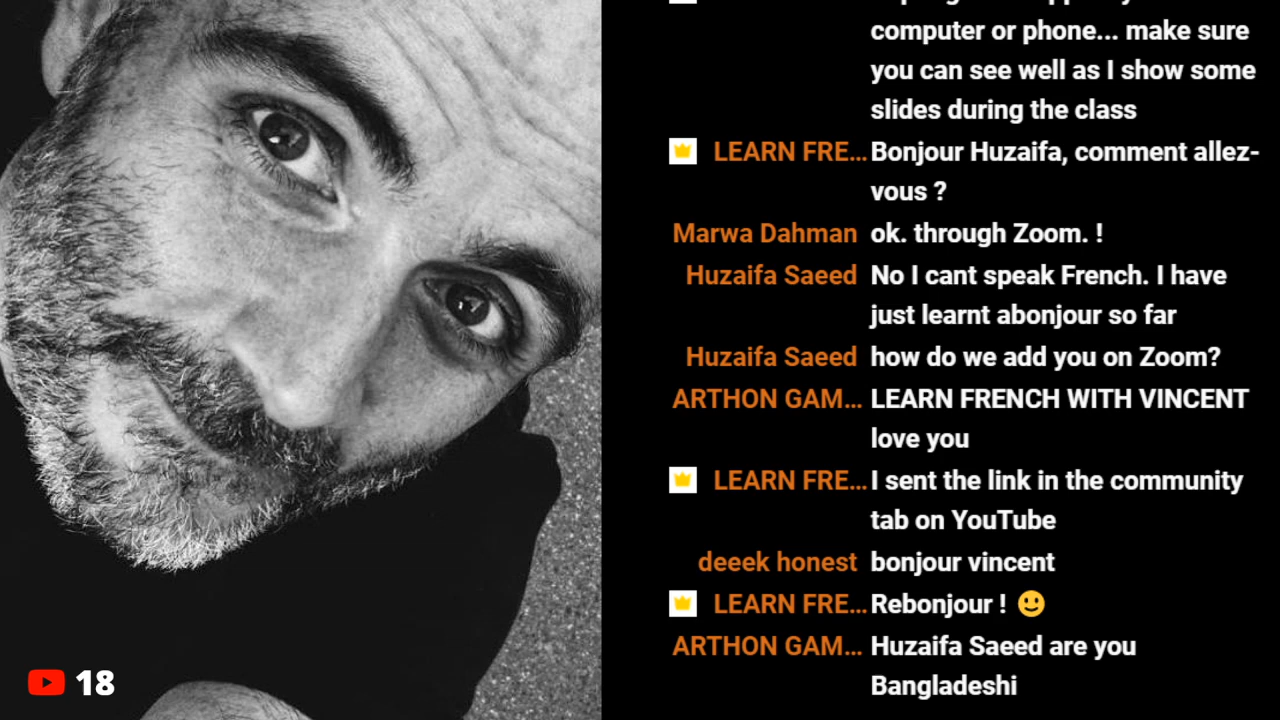 computer or phone... make sure
you can see well as I show some
slides during the class
LEARN FRE... Bonjour Huzaifa, comment allez-
vous ?
Marwa Dahman ok. through Zoom. !
Huzaifa Saeed No I cant speak French. I have
just learnt abonjour so far
Huzaifa Saeed how do we add you on Zoom?
ARTHON GAM... LEARN FRENCH WITH VINCENT
love you
LEARN FRE... I sent the link in the community
tab on YouTube
deeek honest bonjour vincent
LEARN FRE... Rebonjour ! 🙂
ARTHON GAM... Huzaifa Saeed are you
Bangladeshi
18